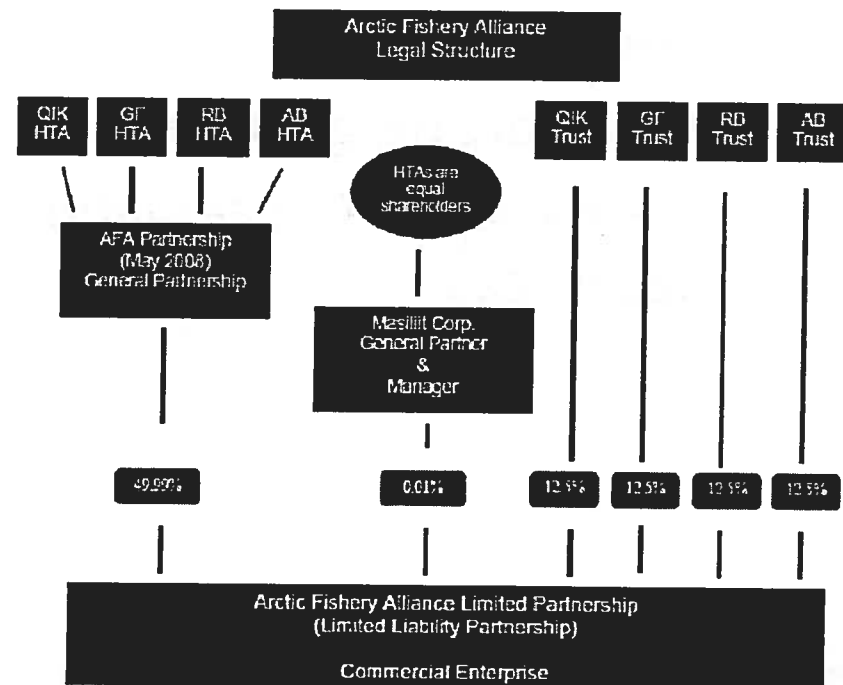 Arctic Fishery Alliance
Legal Structure
QIK
HTA
GF
HTA
RB
HTA
AB
HTA
QIK
Trust
GF
Trust
RB
Trust
AB
Trust
HTAs are
equal
shareholders
AFA Partnership
(May 2008)
General Partnership
Masiliit Corp.
General Partner
&
Manager
49.99%
0.01%
12.5%
12.5%
12.5%
12.5%
Arctic Fishery Alliance Limited Partnership
(Limited Liability Partnership)
Commercial Enterprise